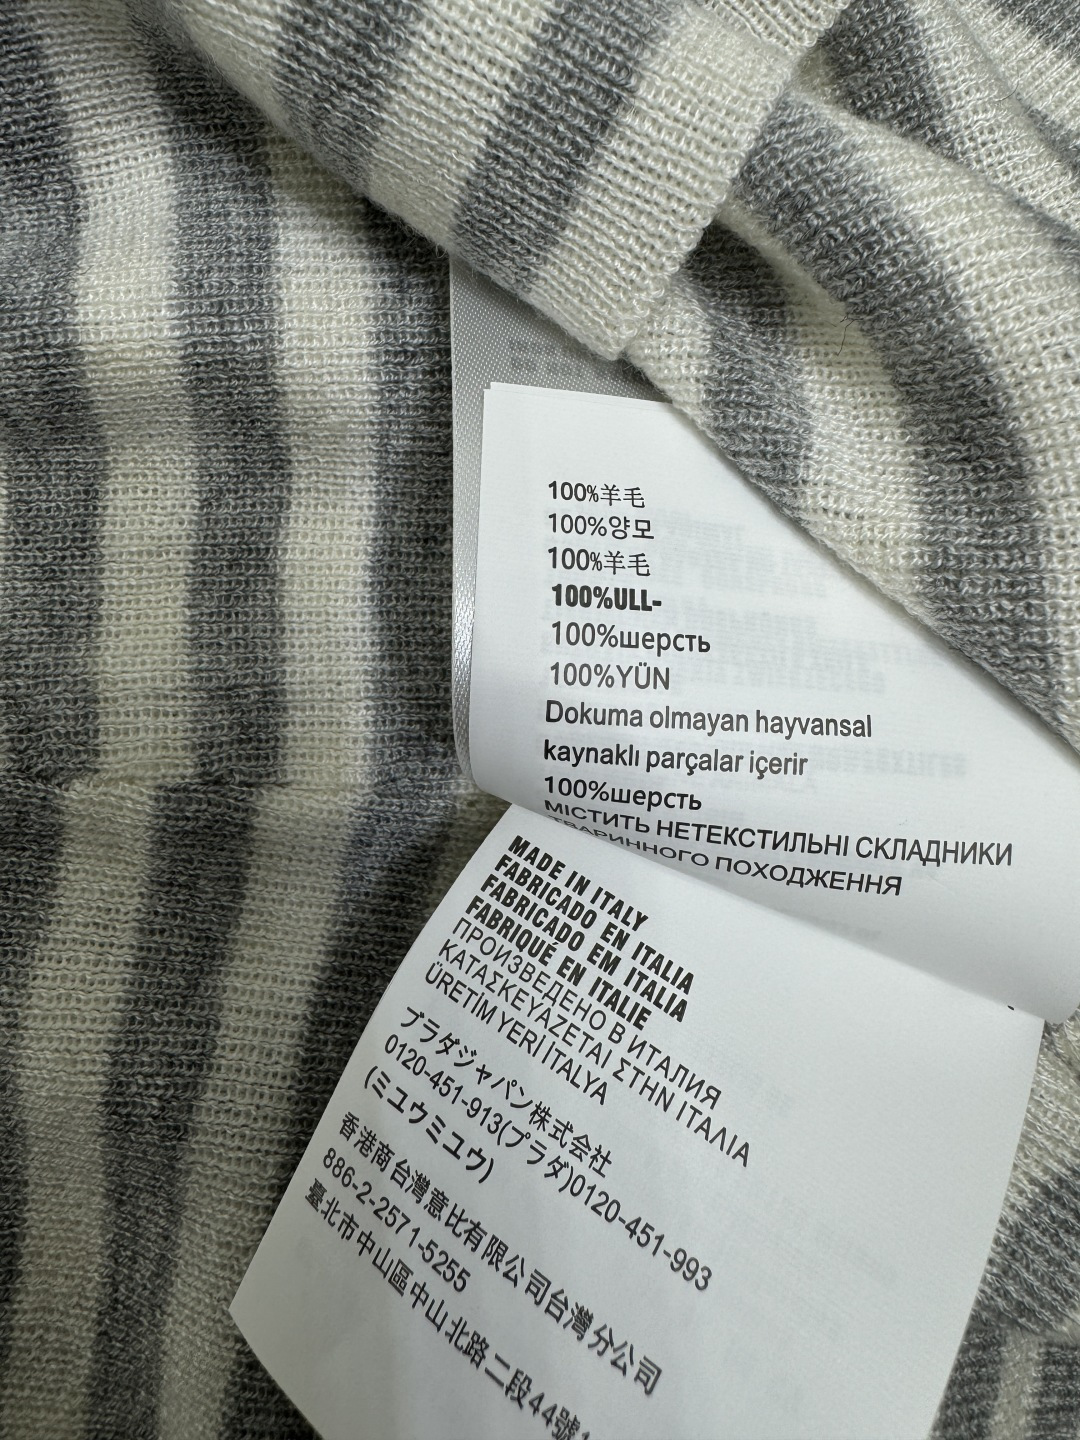 100%羊毛
100%양모
100%羊毛
100%ULL-
100%шерсть
100%YÜN
Dokuma olmayan hayvansal
kaynaklı parçalar içerir
100%шерсть
МІСТИТЬ НЕТЕКСТИЛЬНІ СКЛАДНИКИ
ТВАРИННОГО ПОХОДЖЕННЯ
MADE IN ITALY
FABRICADO EN ITALIA
FABRICADO EM ITALIA
FABRIQUÉ EN ITALIE
ПРОИЗВЕДЕНО В ИТАЛИЯ
ΚΑΤΑΣΚΕΥΑΖΕΤΑΙ ΣΤΗΝ ΙΤΑΛΙΑ
ÜRETİM YERİ İTALYA
プラダジャパン株式会社
0120-451-913(プラダ)0120-451-993
(ミユウミユウ)
香港商台灣意比有限公司台灣分公司
886-2-2571-5255
臺北市中山區中山北路二段44號